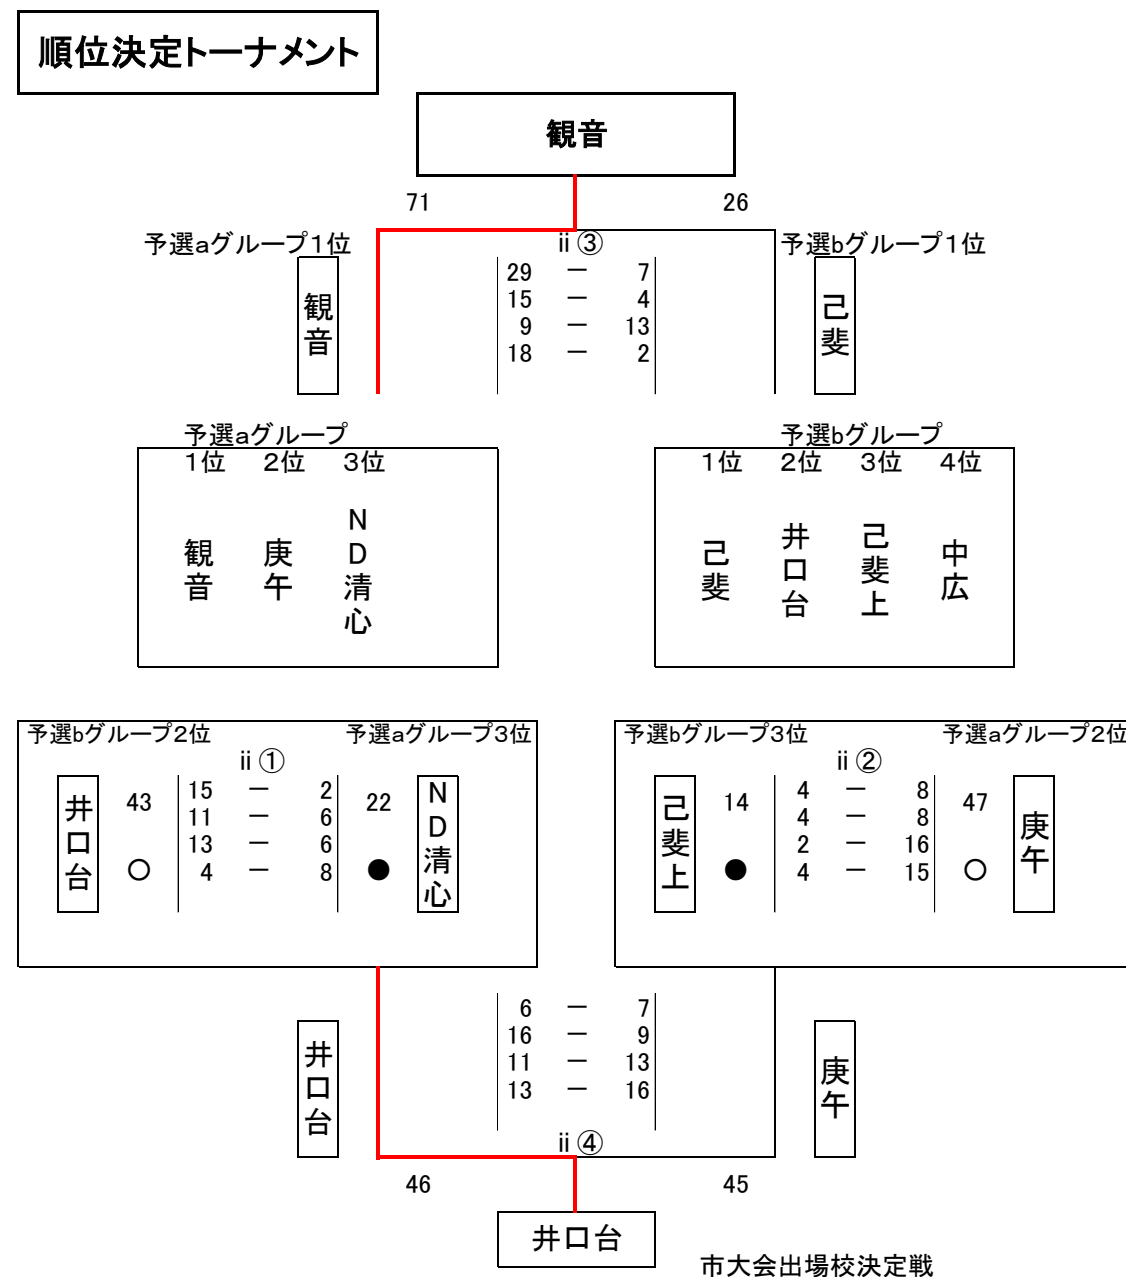 順位決定トーナメント
観音
71 26
予選aグループ1位 ⅱ③ 予選bグループ1位
観音
29 ー 7
15 ー 4
9 ー 13
18 ー 2
己斐
予選aグループ
1位 2位 3位
観音 庚午 ND清心
予選bグループ
1位 2位 3位 4位
己斐 井口台 己斐上 中広
予選bグループ2位 予選aグループ3位
ⅱ①
井口台 43 ○
15 ー 2
11 ー 6
13 ー 6
4 ー 8
22 ● ND清心
予選bグループ3位 予選aグループ2位
ⅱ②
己斐上 14 ●
4 ー 8
4 ー 8
2 ー 16
4 ー 15
47 ○ 庚午
井口台
6 ー 7
16 ー 9
11 ー 13
13 ー 16
庚午
ⅱ④
46 45
井口台
市大会出場校決定戦